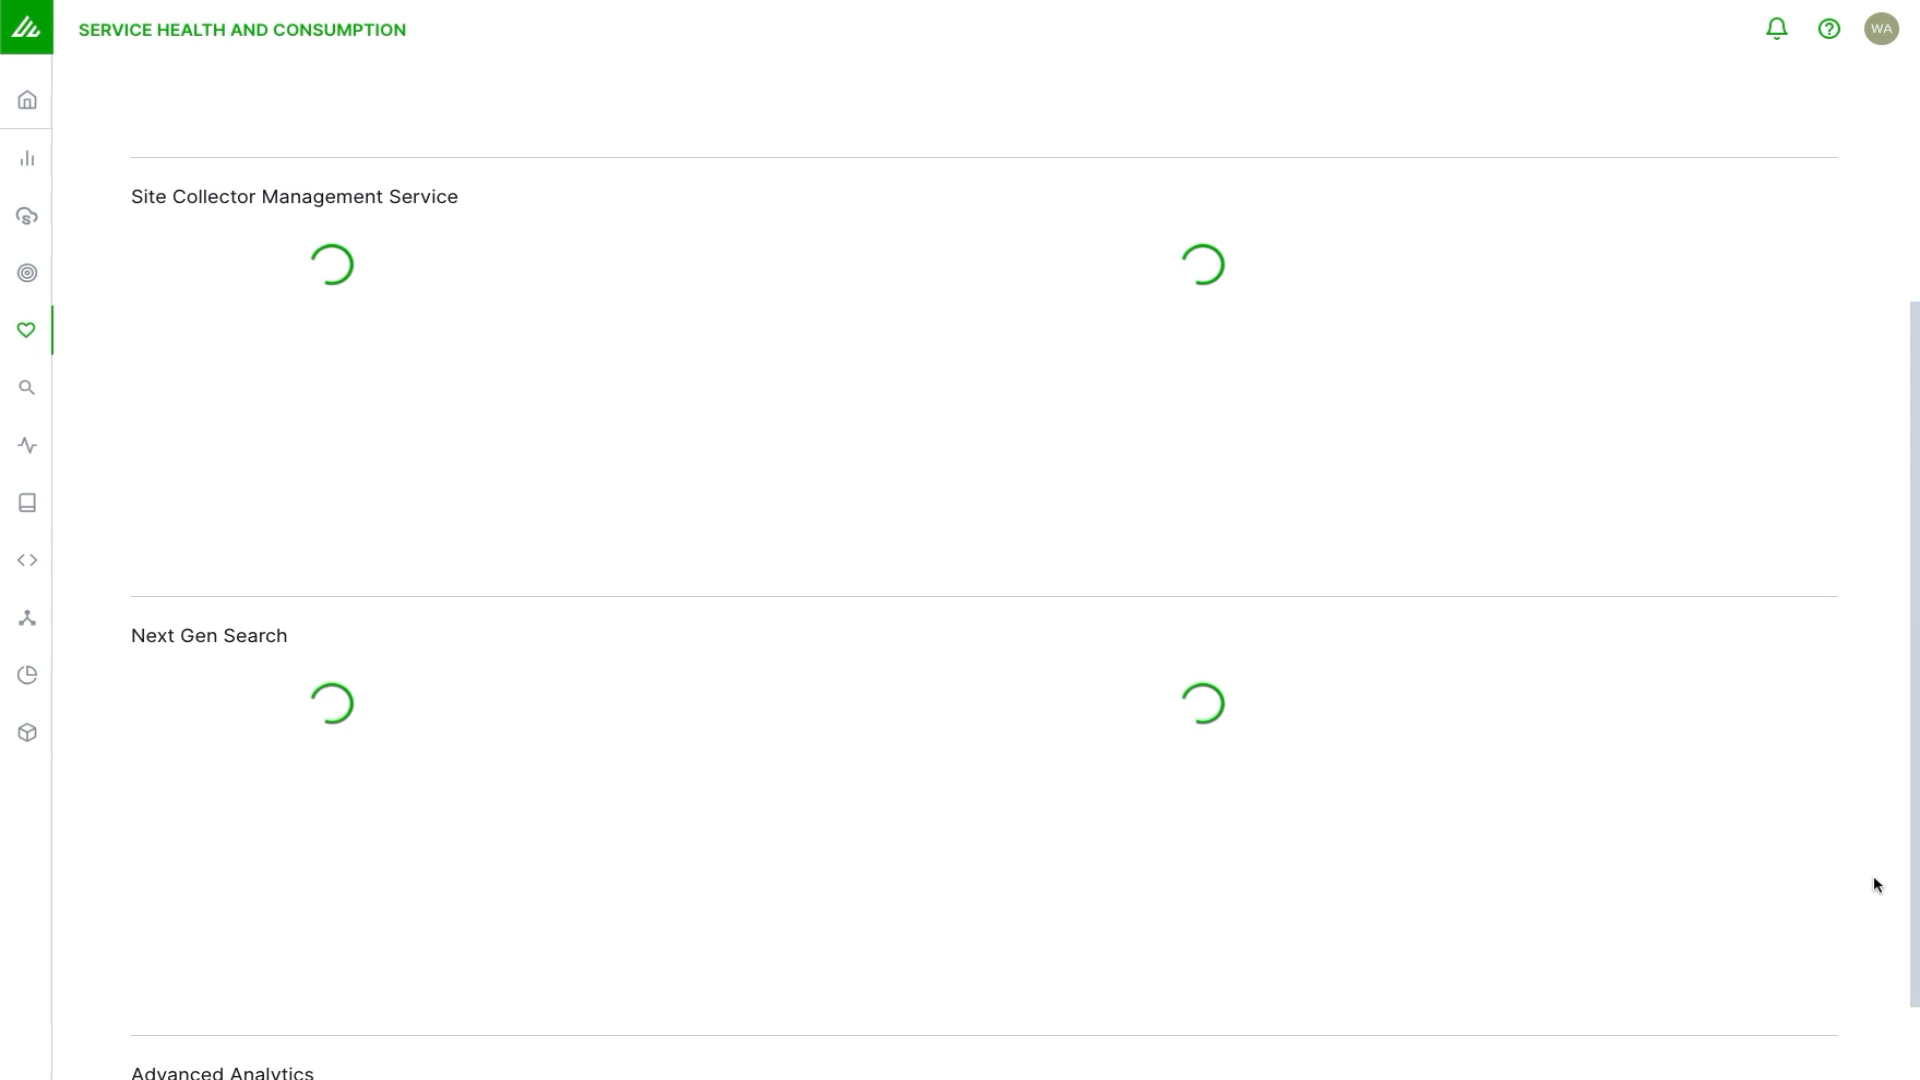 SERVICE HEALTH AND CONSUMPTION
WA
Site Collector Management Service
Next Gen Search
Advanced Analytics